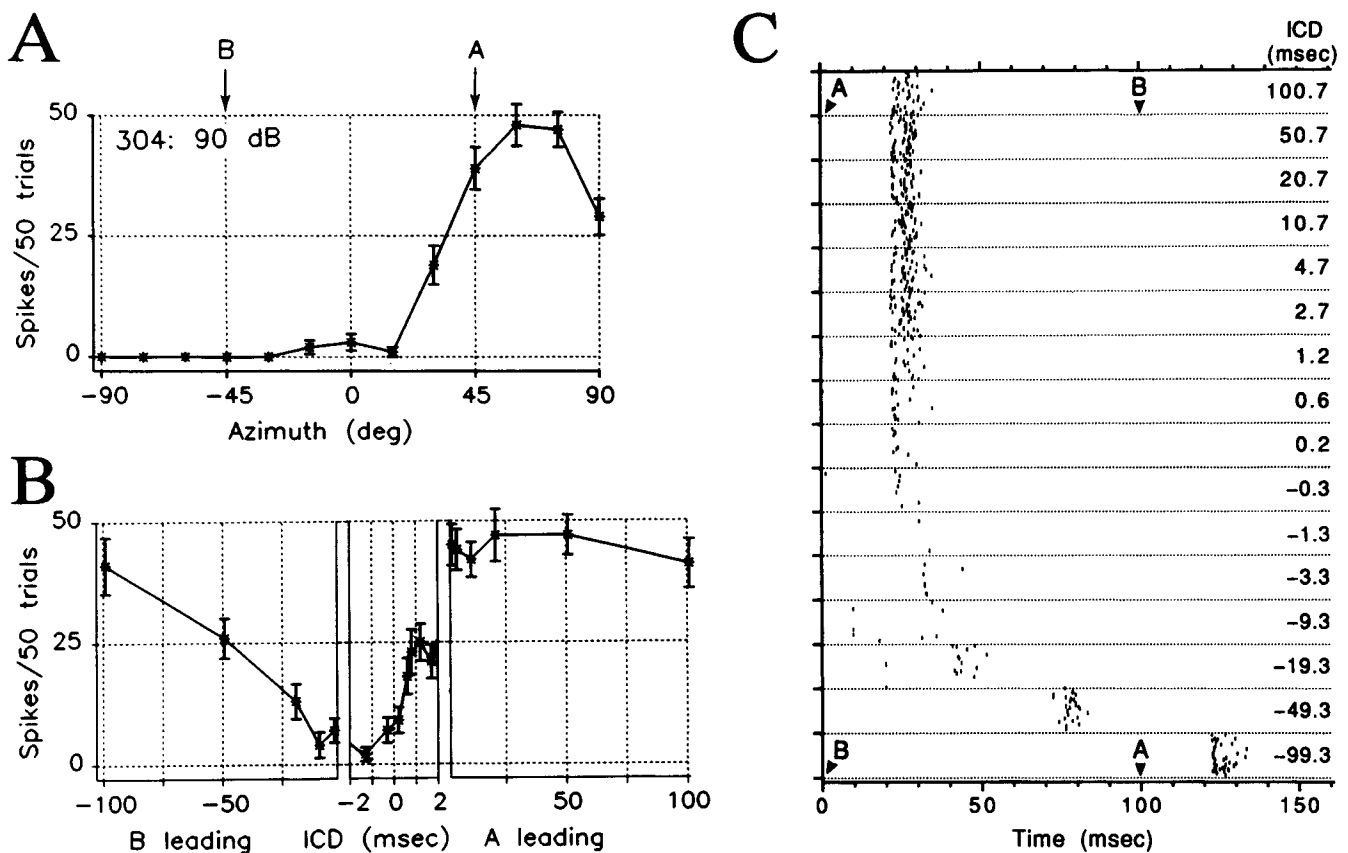 A
B A
50
25
0
Spikes/50 trials
304: 90 dB
-90 -45 0 45 90
Azimuth (deg)
B
50
25
0
Spikes/50 trials
-100 -50 -2 0 2 50 100
B leading ICD (msec) A leading
C
ICD
(msec)
A B 100.7
50.7
20.7
10.7
4.7
2.7
1.2
0.6
0.2
-0.3
-1.3
-3.3
-9.3
-19.3
-49.3
B A -99.3
0 50 100 150
Time (msec)